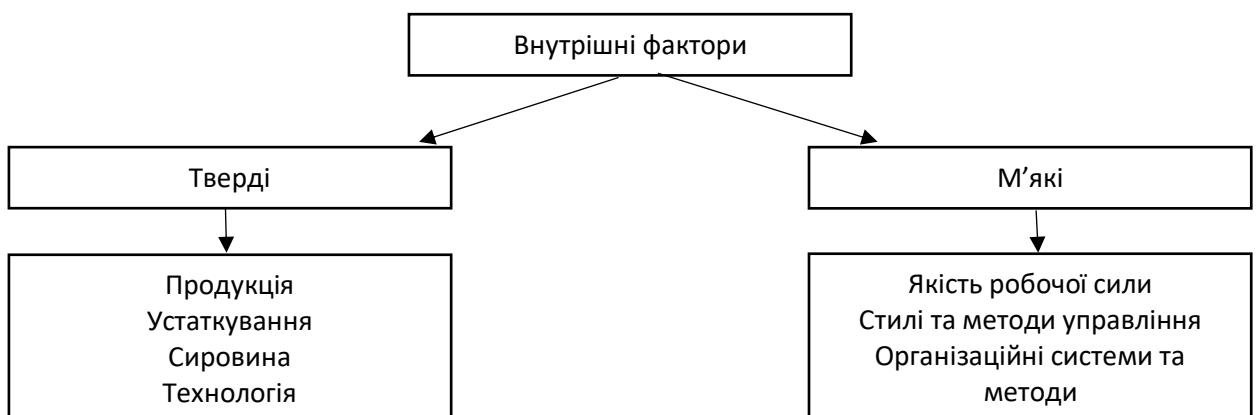 Внутрішні фактори
Тверді
М’які
Продукція
Устаткування
Сировина
Технологія
Якість робочої сили
Стилі та методи управління
Організаційні системи та
методи